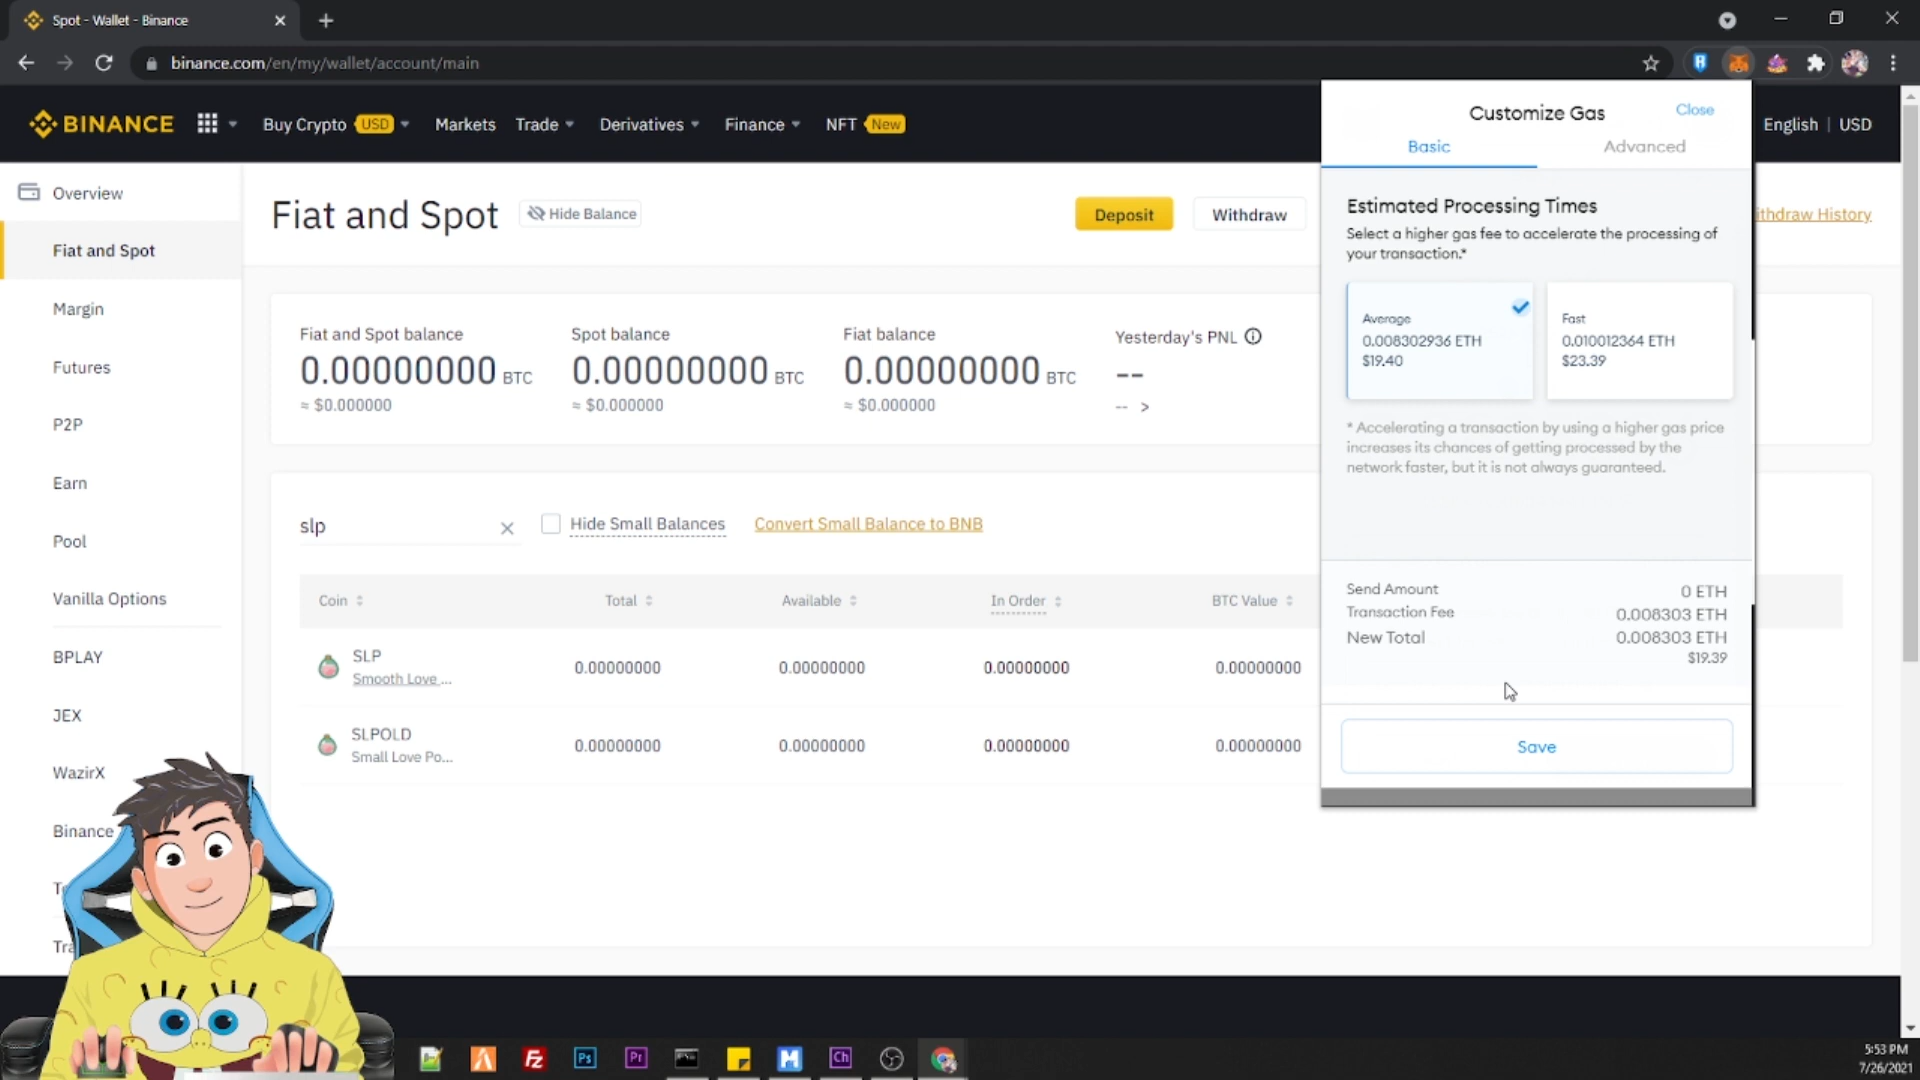 Spot - Wallet - Binance
binance.com/en/my/wallet/account/main
BINANCE
Buy Crypto USD
Markets
Trade
Derivatives
Finance
NFT New
English | USD
Overview
Fiat and Spot
Margin
Futures
P2P
Earn
Pool
Vanilla Options
BPLAY
JEX
WazirX
Binance
Fiat and Spot
Hide Balance
Deposit
Withdraw
ithdraw History
Fiat and Spot balance
0.00000000 BTC
≈ $0.000000
Spot balance
0.00000000 BTC
≈ $0.000000
Fiat balance
0.00000000 BTC
≈ $0.000000
Yesterday's PNL
--
-- >
slp
Hide Small Balances
Convert Small Balance to BNB
Coin Total Available In Order BTC Value
SLP
Smooth Love ...
0.00000000 0.00000000 0.00000000 0.00000000
SLPOLD
Small Love Po...
0.00000000 0.00000000 0.00000000 0.00000000
Customize Gas
Close
Basic
Advanced
Estimated Processing Times
Select a higher gas fee to accelerate the processing of
your transaction.*
Average
0.008302936 ETH
$19.40
Fast
0.010012364 ETH
$23.39
* Accelerating a transaction by using a higher gas price
increases its chances of getting processed by the
network faster, but it is not always guaranteed.
Send Amount 0 ETH
Transaction Fee 0.008303 ETH
New Total 0.008303 ETH
$19.39
Save
Fz
Ps
Pr
Ch
5:53 PM
7/26/2021